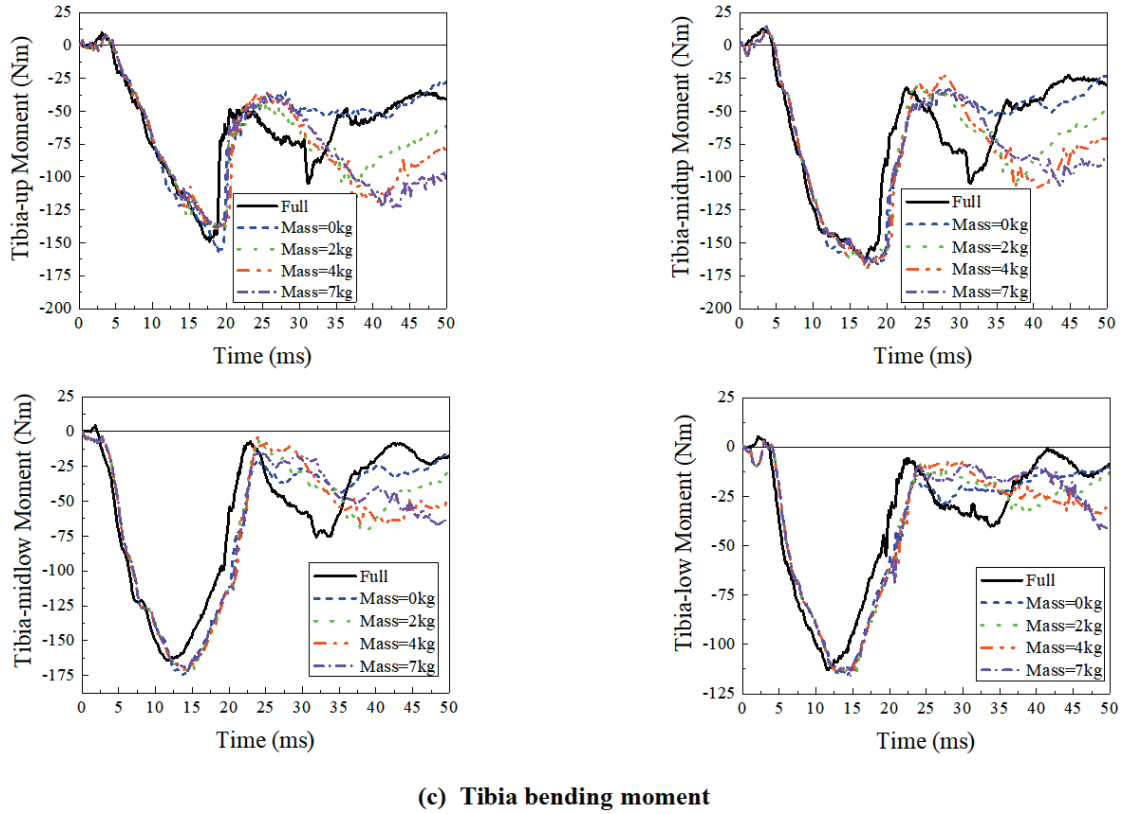 Tibia-up Moment (Nm)
25
0
-25
-50
-75
-100
-125
-150
-175
-200
Full
Mass=0kg
Mass=2kg
Mass=4kg
Mass=7kg
0 5 10 15 20 25 30 35 40 45 50
Time (ms)
Tibia-midup Moment (Nm)
25
0
-25
-50
-75
-100
-125
-150
-175
-200
Full
Mass=0kg
Mass=2kg
Mass=4kg
Mass=7kg
0 5 10 15 20 25 30 35 40 45 50
Time (ms)
Tibia-midlow Moment (Nm)
25
0
-25
-50
-75
-100
-125
-150
-175
Full
Mass=0kg
Mass=2kg
Mass=4kg
Mass=7kg
0 5 10 15 20 25 30 35 40 45 50
Time (ms)
Tibia-low Moment (Nm)
25
0
-25
-50
-75
-100
-125
Full
Mass=0kg
Mass=2kg
Mass=4kg
Mass=7kg
0 5 10 15 20 25 30 35 40 45 50
Time (ms)
(c) Tibia bending moment